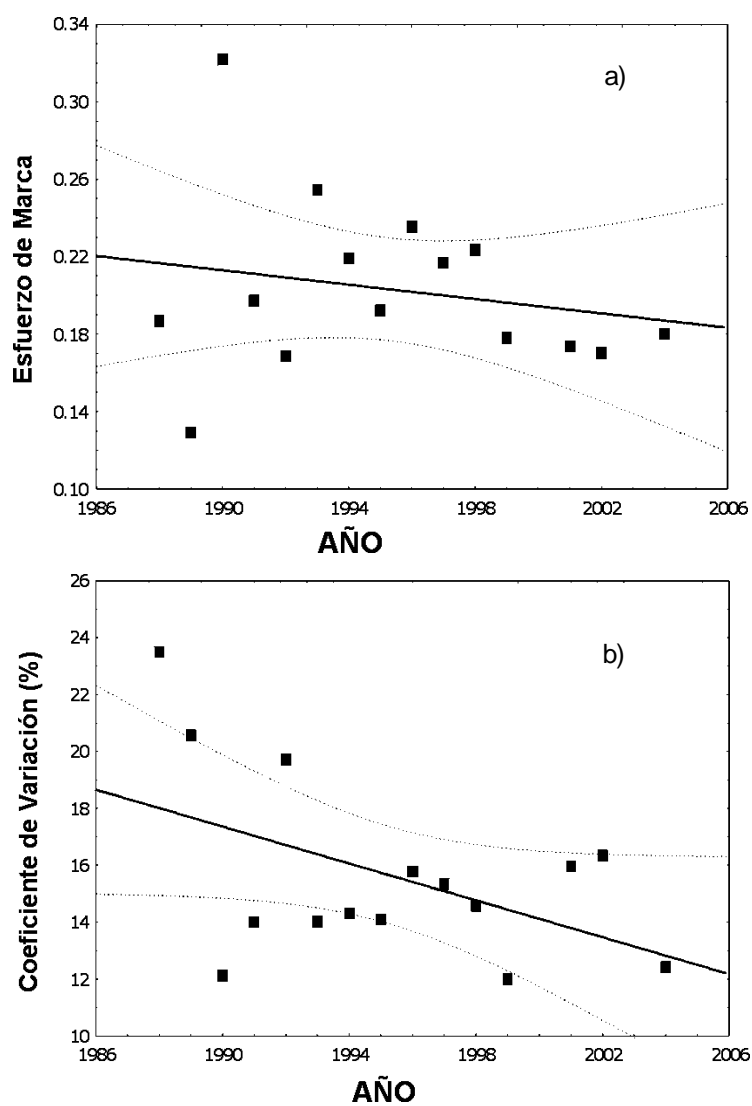 0.34
a)
0.30
0.26
0.22
0.18
0.14
0.10
Esfuerzo de Marca
1986 1990 1994 1998 2002 2006
AÑO
26
b)
24
22
20
18
16
14
12
10
Coeficiente de Variación (%)
1986 1990 1994 1998 2002 2006
AÑO